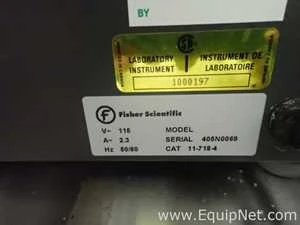 BY
LABORATORY
INSTRUMENT
INSTRUMENT DE
LABORATOIRE
1000197
Fisher Scientific
V~ 115 MODEL
A~ 2.3 SERIAL 405N0069
Hz 50/60 CAT 11-718-4
www.EquipNet.com